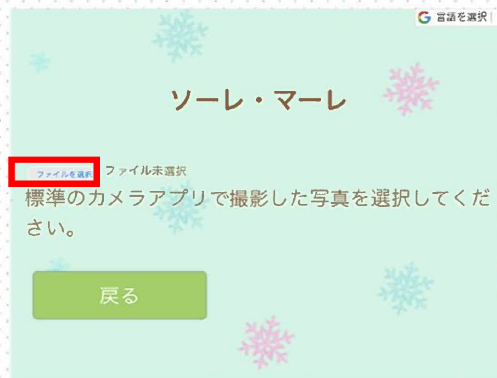 言語を選択
ソーレ・マーレ
ファイルを選択 ファイル未選択
標準のカメラアプリで撮影した写真を選択してくだ
さい。
戻る